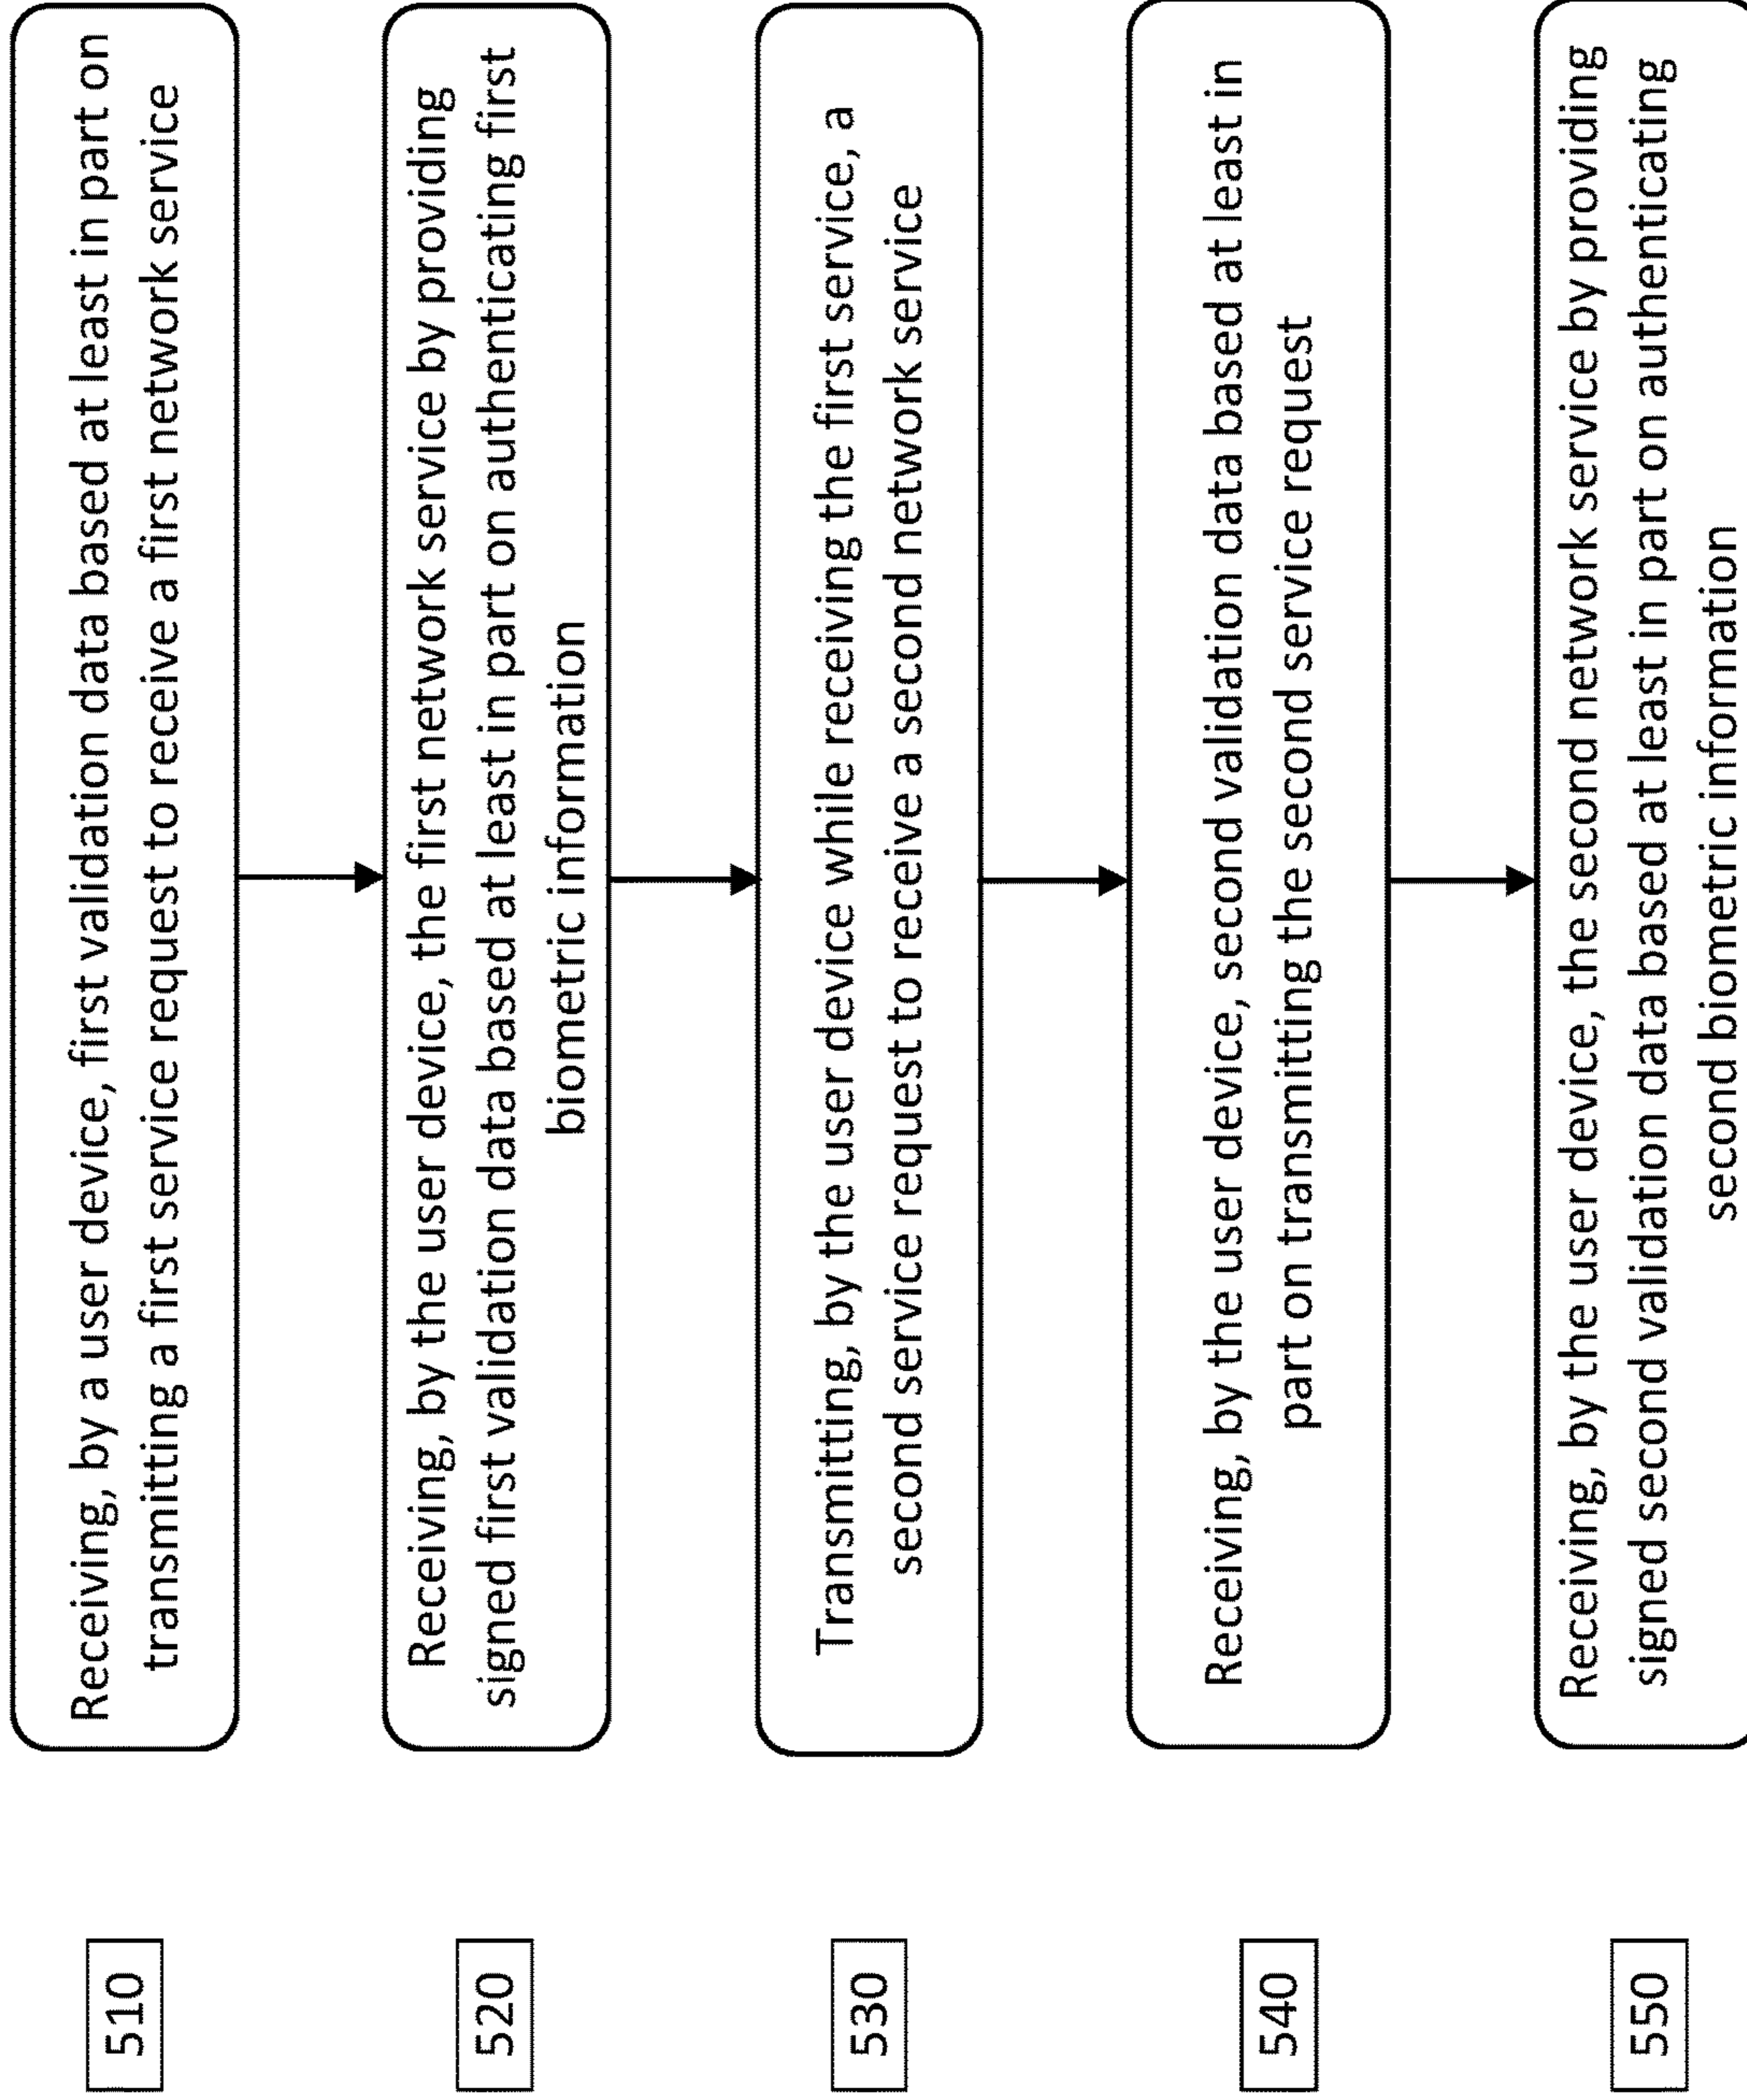 510
Receiving, by a user device, first validation data based at least in part on
transmitting a first service request to receive a first network service
520
Receiving, by the user device, the first network service by providing
signed first validation data based at least in part on authenticating first
biometric information
530
Transmitting, by the user device while receiving the first service, a
second service request to receive a second network service
540
Receiving, by the user device, second validation data based at least in
part on transmitting the second service request
550
Receiving, by the user device, the second network service by providing
signed second validation data based at least in part on authenticating
second biometric information